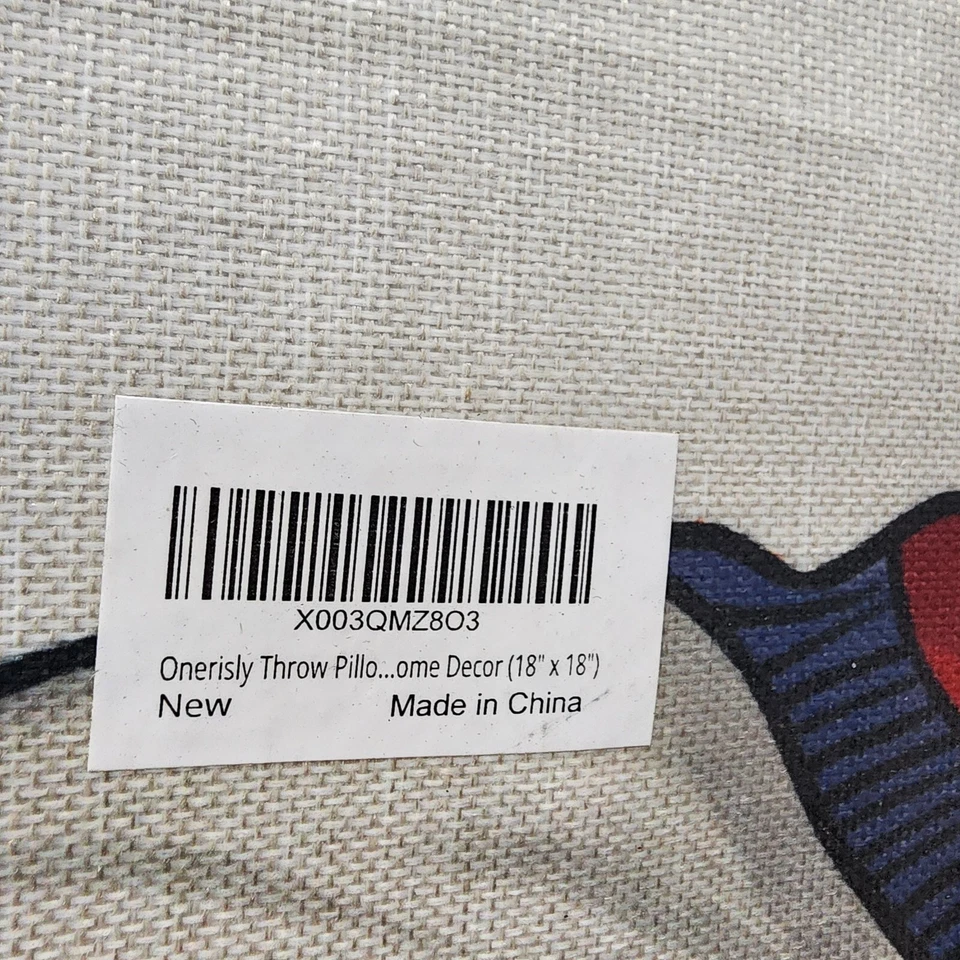 X003QMZ8O3
Onerisly Throw Pillo...ome Decor (18" x 18")
New Made in China